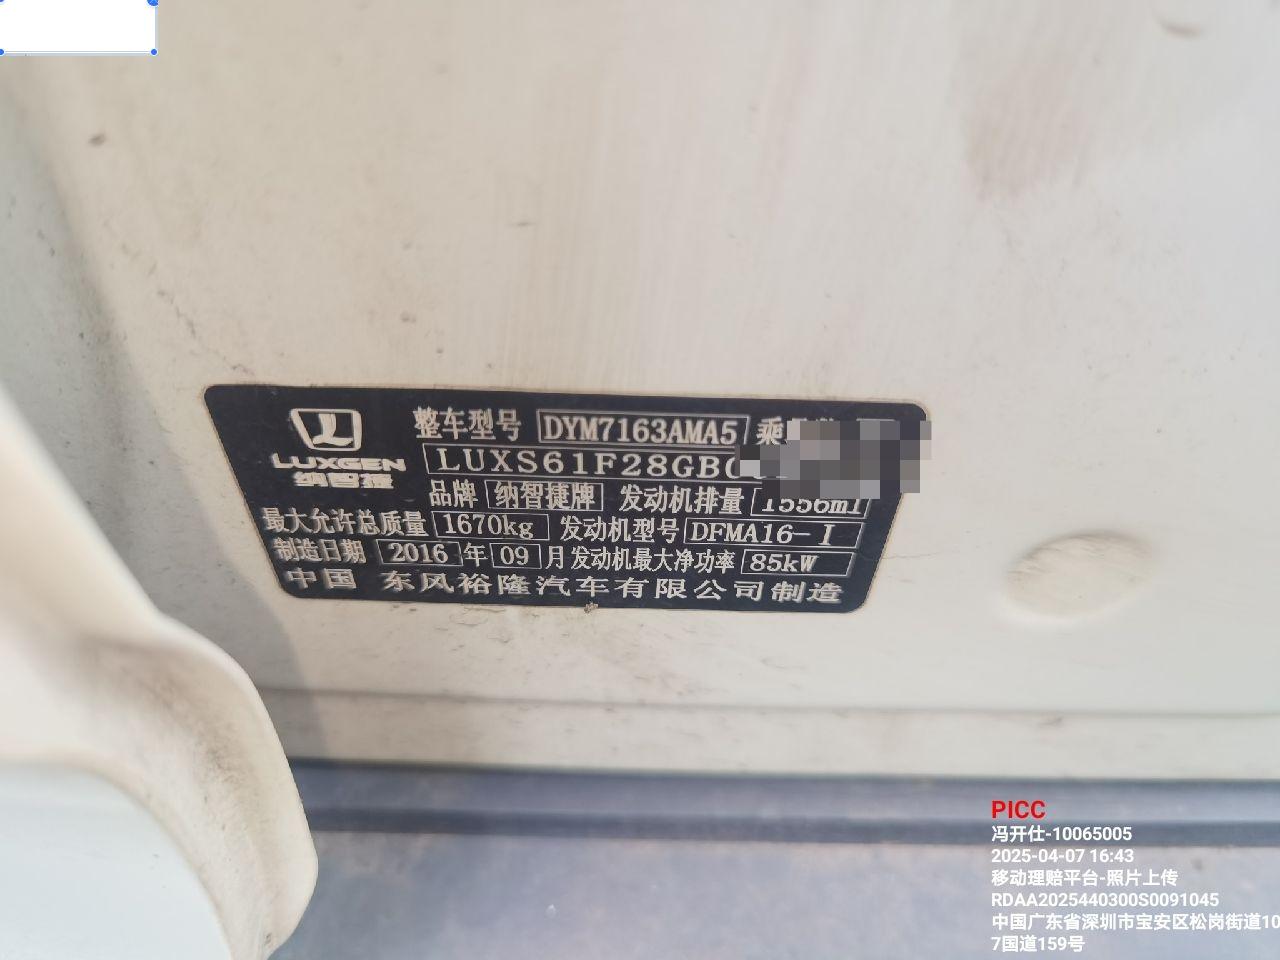 LUXGEN
纳智捷
整车型号 DYM7163AMA5 乘
LUXS61F28GB
品牌 纳智捷牌 发动机排量 1556ml
最大允许总质量 1670kg 发动机型号 DFMA16-I
制造日期 2016 年 09 月 发动机最大净功率 85kW
中国 东风裕隆汽车有限公司制造
PICC
冯开仕-10065005
2025-04-07 16:43
移动理赔平台-照片上传
RDAA2025440300S0091045
中国广东省深圳市宝安区松岗街道10
7国道159号